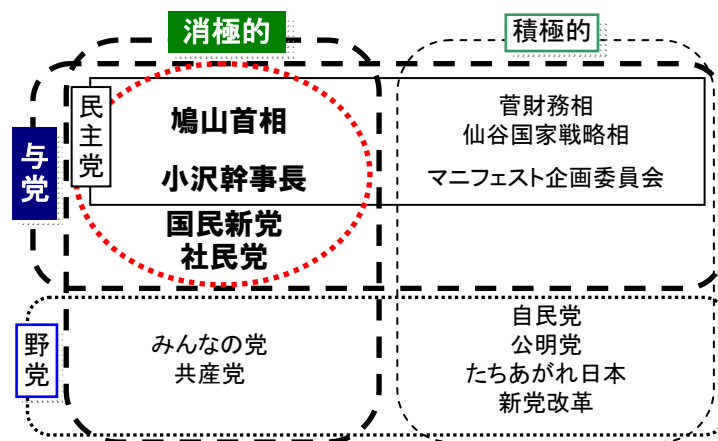 消極的
積極的
与党
民主党
鳩山首相
小沢幹事長
国民新党
社民党
菅財務相
仙谷国家戦略相
マニフェスト企画委員会
野党
みんなの党
共産党
自民党
公明党
たちあがれ日本
新党改革